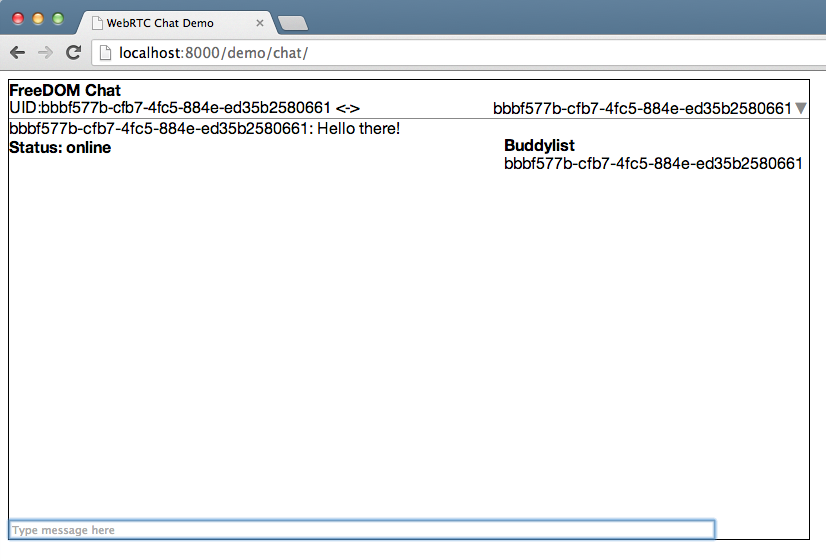 WebRTC Chat Demo
localhost:8000/demo/chat/
FreeDOM Chat
UID:bbbf577b-cfb7-4fc5-884e-ed35b2580661 <-> bbbf577b-cfb7-4fc5-884e-ed35b2580661
bbbf577b-cfb7-4fc5-884e-ed35b2580661: Hello there!
Status: online
Buddylist
bbbf577b-cfb7-4fc5-884e-ed35b2580661
Type message here